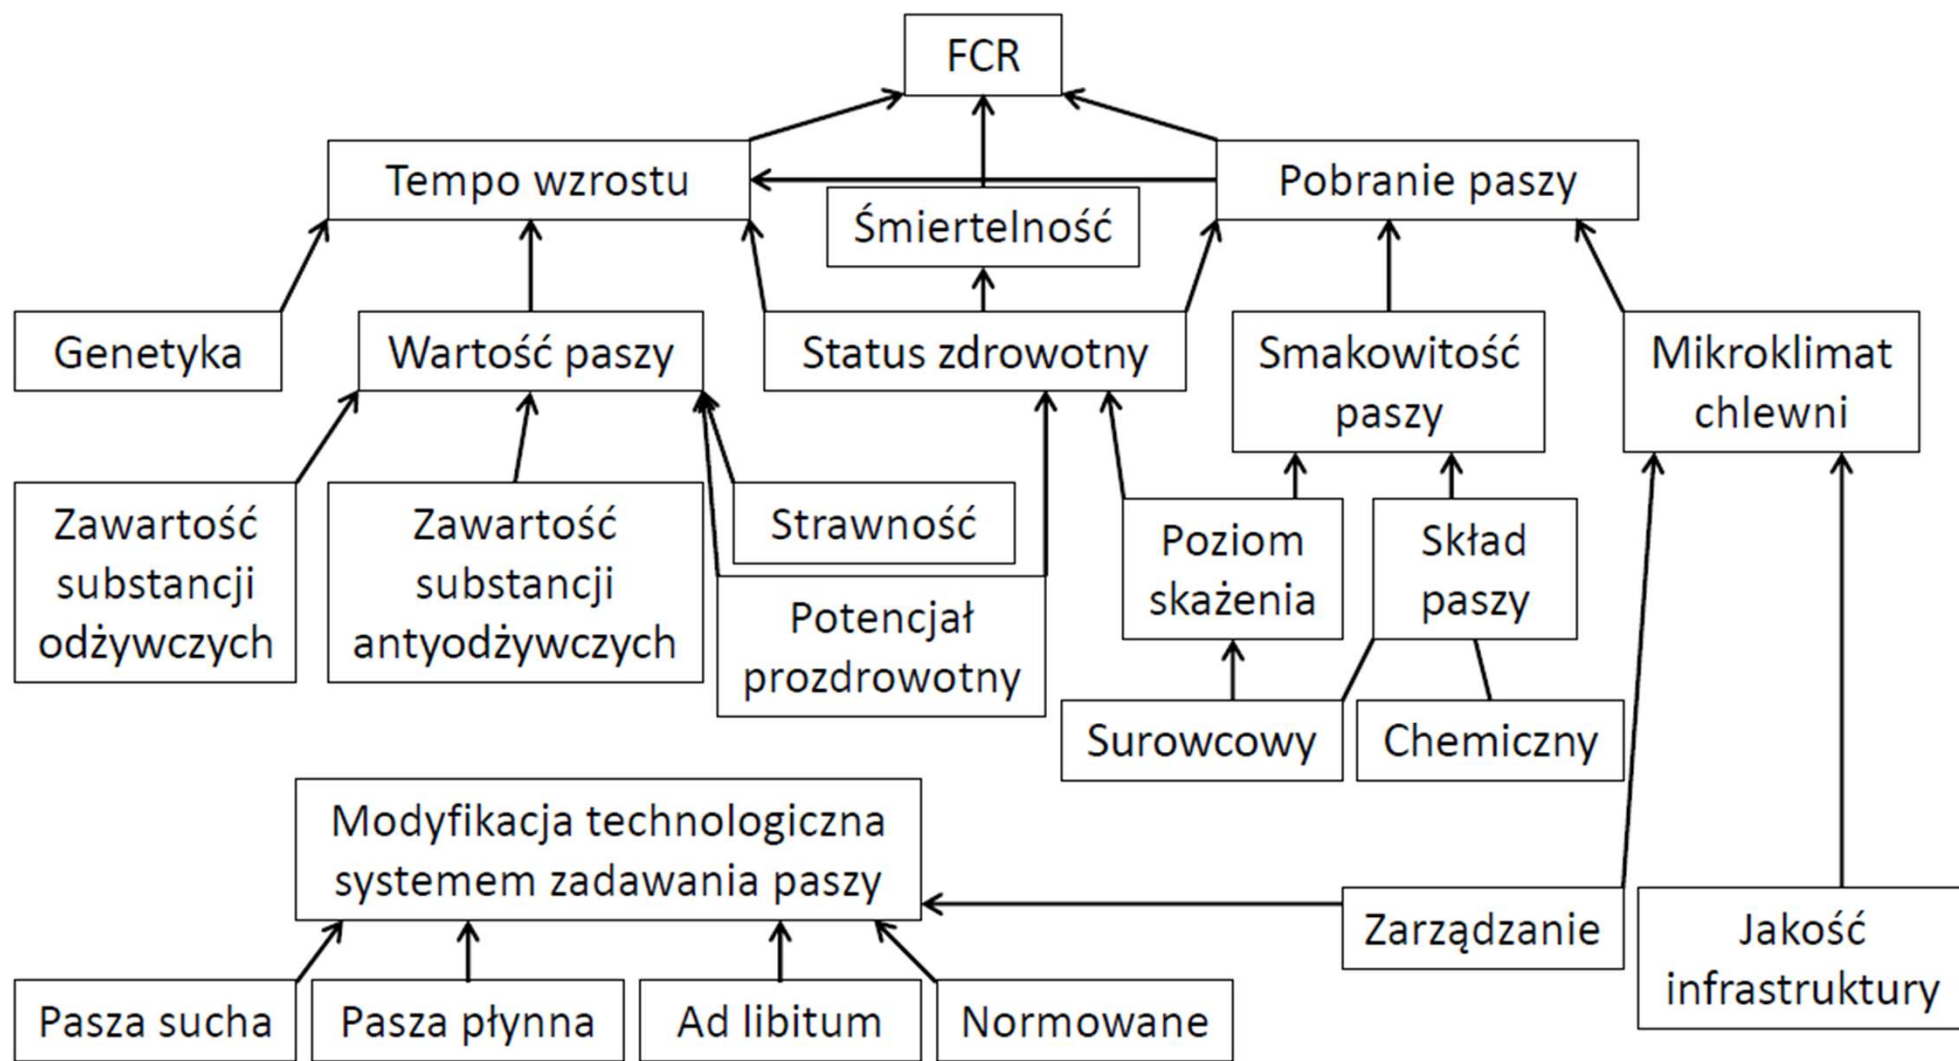 FCR
Tempo wzrostu
Pobranie paszy
Śmiertelność
Genetyka
Wartość paszy
Status zdrowotny
Smakowitość
paszy
Mikroklimat
chlewni
Zawartość
substancji
odżywczych
Zawartość
substancji
antyodżywczych
Strawność
Potencjał
prozdrowotny
Poziom
skażenia
Skład
paszy
Surowcowy
Chemiczny
Modyfikacja technologiczna
systemem zadawania paszy
Zarządzanie
Jakość
infrastruktury
Pasza sucha
Pasza płynna
Ad libitum
Normowane